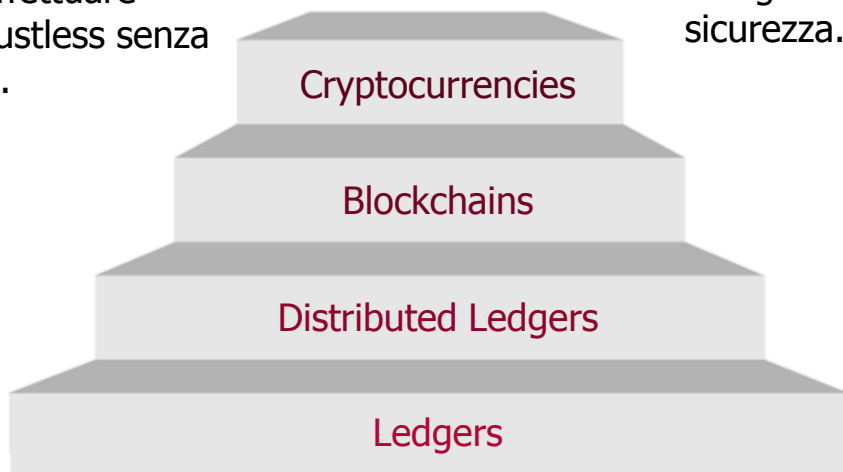 ustless senza
.
sicurezza.
Cryptocurrencies
Blockchains
Distributed Ledgers
Ledgers